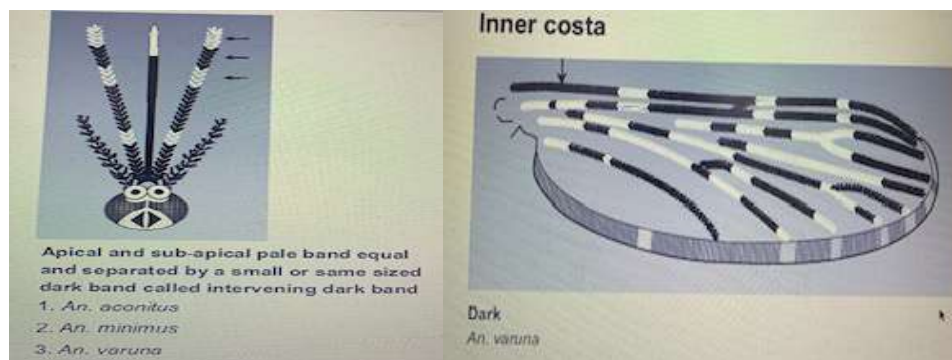 Apical and sub-apical pale band equal
and separated by a small or same sized
dark band called intervening dark band
1. An. aconitus
2. An. minimus
3. An. varuna
Inner costa
Dark
An. varuna